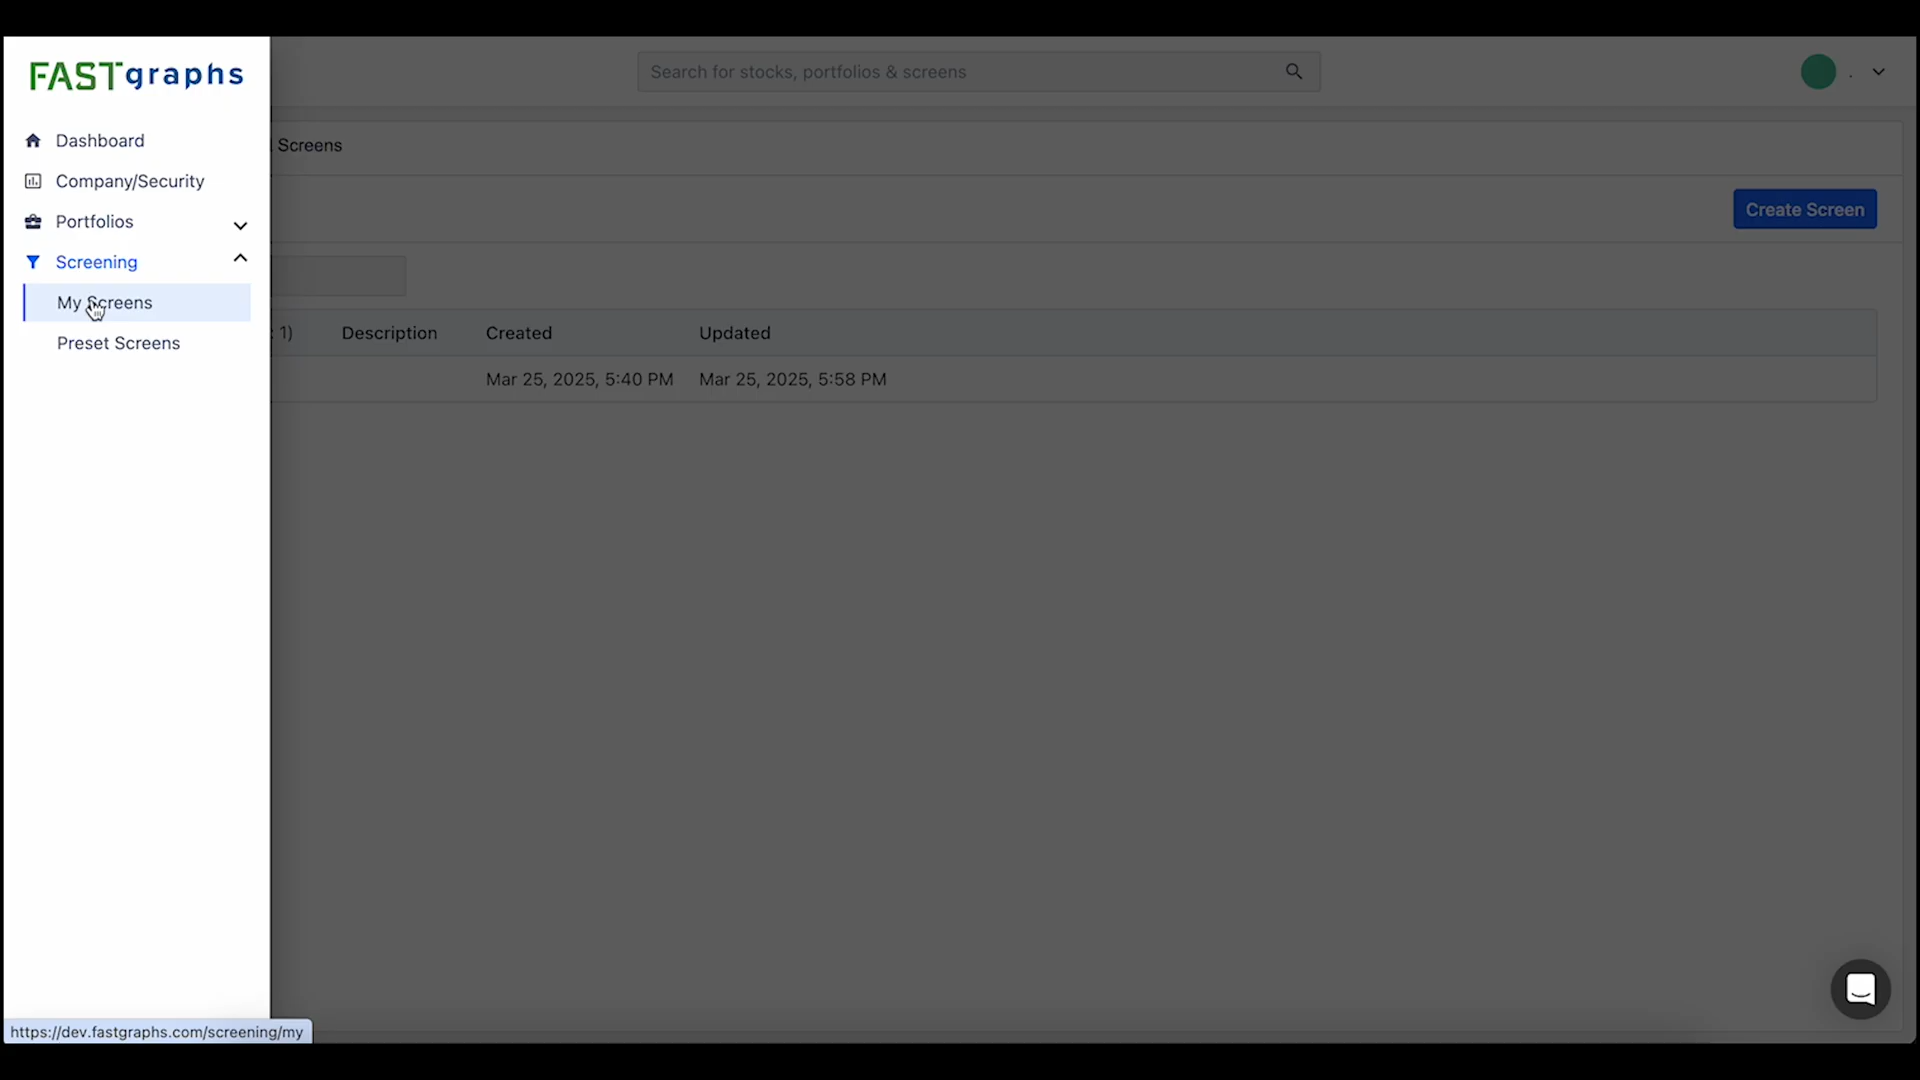 FASTgraphs
Search for stocks, portfolios & screens
.
Dashboard
Screens
Company/Security
Create Screen
Portfolios
Screening
My Screens
1)
Description
Created
Updated
Preset Screens
Mar 25, 2025, 5:40 PM
Mar 25, 2025, 5:58 PM
https://dev.fastgraphs.com/screening/my